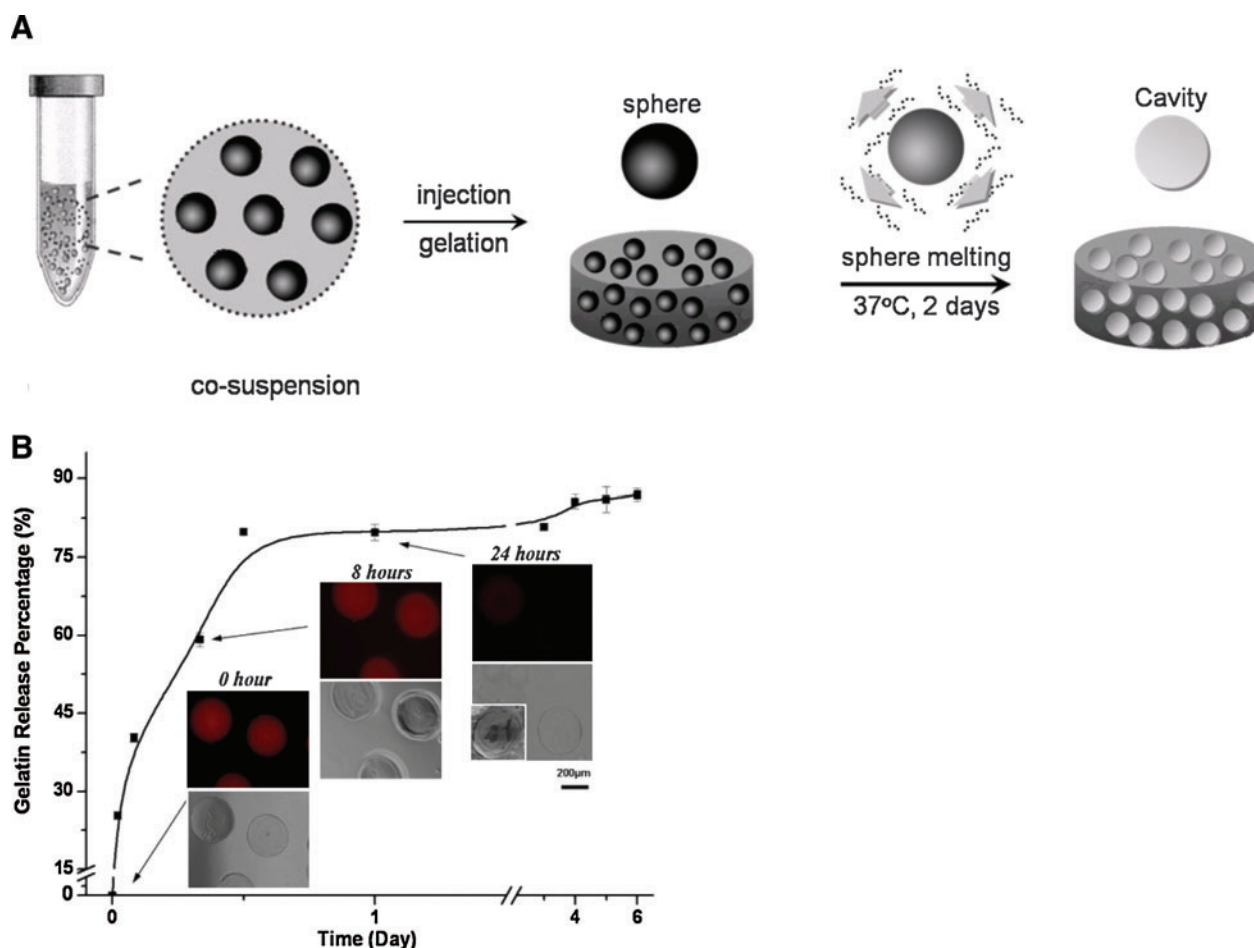 A
sphere
Cavity
injection
gelation
sphere melting
37ºC, 2 days
co-suspension
B
Gelatin Release Percentage (%)
90
75
60
45
30
15
0
0 hour
8 hours
24 hours
200μm
0
1
4
6
Time (Day)